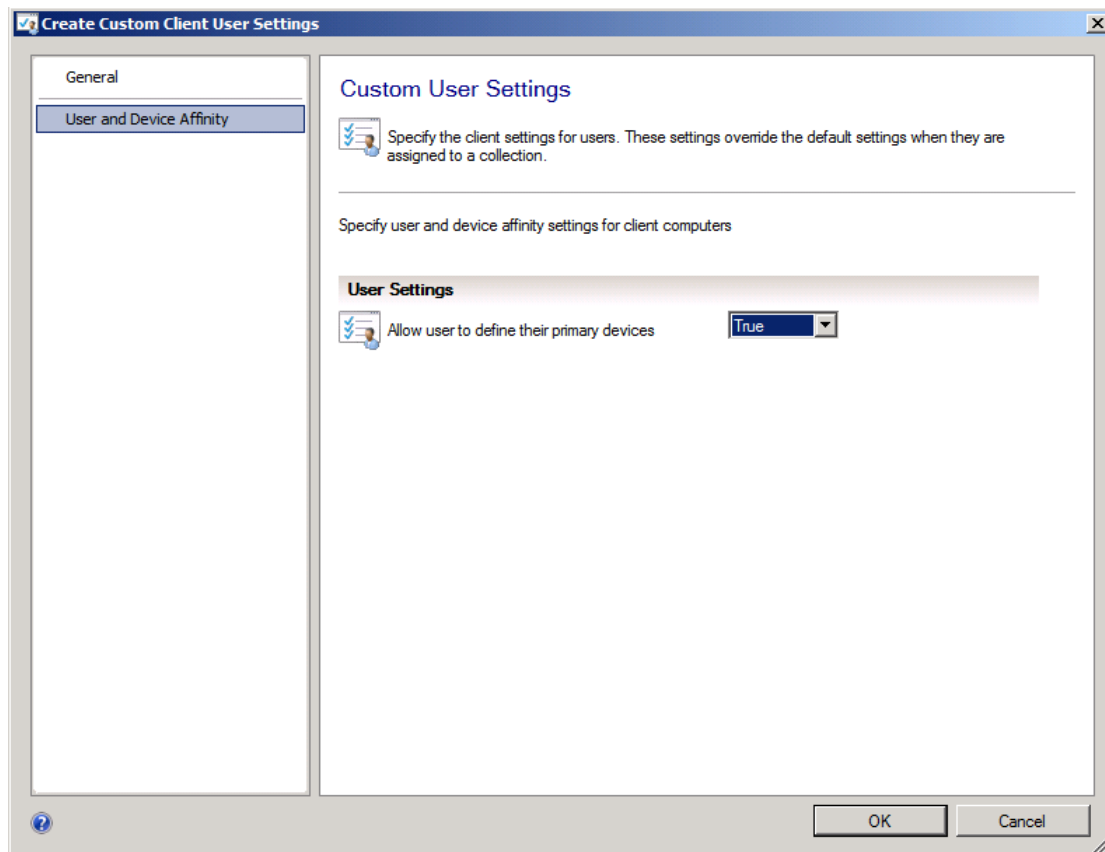 Create Custom Client User Settings
General
User and Device Affinity
Custom User Settings
Specify the client settings for users. These settings override the default settings when they are
assigned to a collection.
Specify user and device affinity settings for client computers
User Settings
Allow user to define their primary devices
True
OK
Cancel